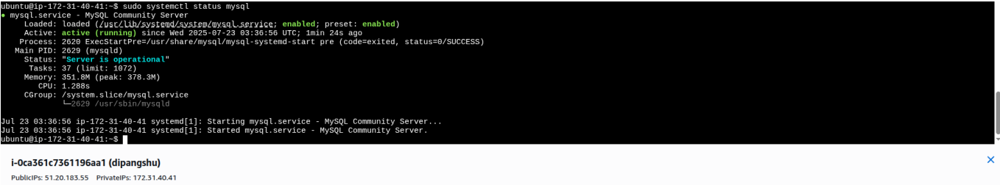 ubuntu@ip-172-31-40-41:~$ sudo systemctl status mysql
● mysql.service - MySQL Community Server
Loaded: loaded (/usr/lib/systemd/system/mysql.service; enabled; preset: enabled)
Active: active (running) since Wed 2025-07-23 03:36:56 UTC; 1min 24s ago
Process: 2620 ExecStartPre=/usr/share/mysql/mysql-systemd-start pre (code=exited, status=0/SUCCESS)
Main PID: 2629 (mysqld)
Status: "Server is operational"
Tasks: 37 (limit: 1072)
Memory: 351.8M (peak: 378.3M)
CPU: 1.288s
CGroup: /system.slice/mysql.service
└─2629 /usr/sbin/mysqld
Jul 23 03:36:56 ip-172-31-40-41 systemd[1]: Starting mysql.service - MySQL Community Server...
Jul 23 03:36:56 ip-172-31-40-41 systemd[1]: Started mysql.service - MySQL Community Server.
ubuntu@ip-172-31-40-41:~$
i-0ca361c7361196aa1 (dipangshu)
PublicIPs: 51.20.183.55 PrivateIPs: 172.31.40.41